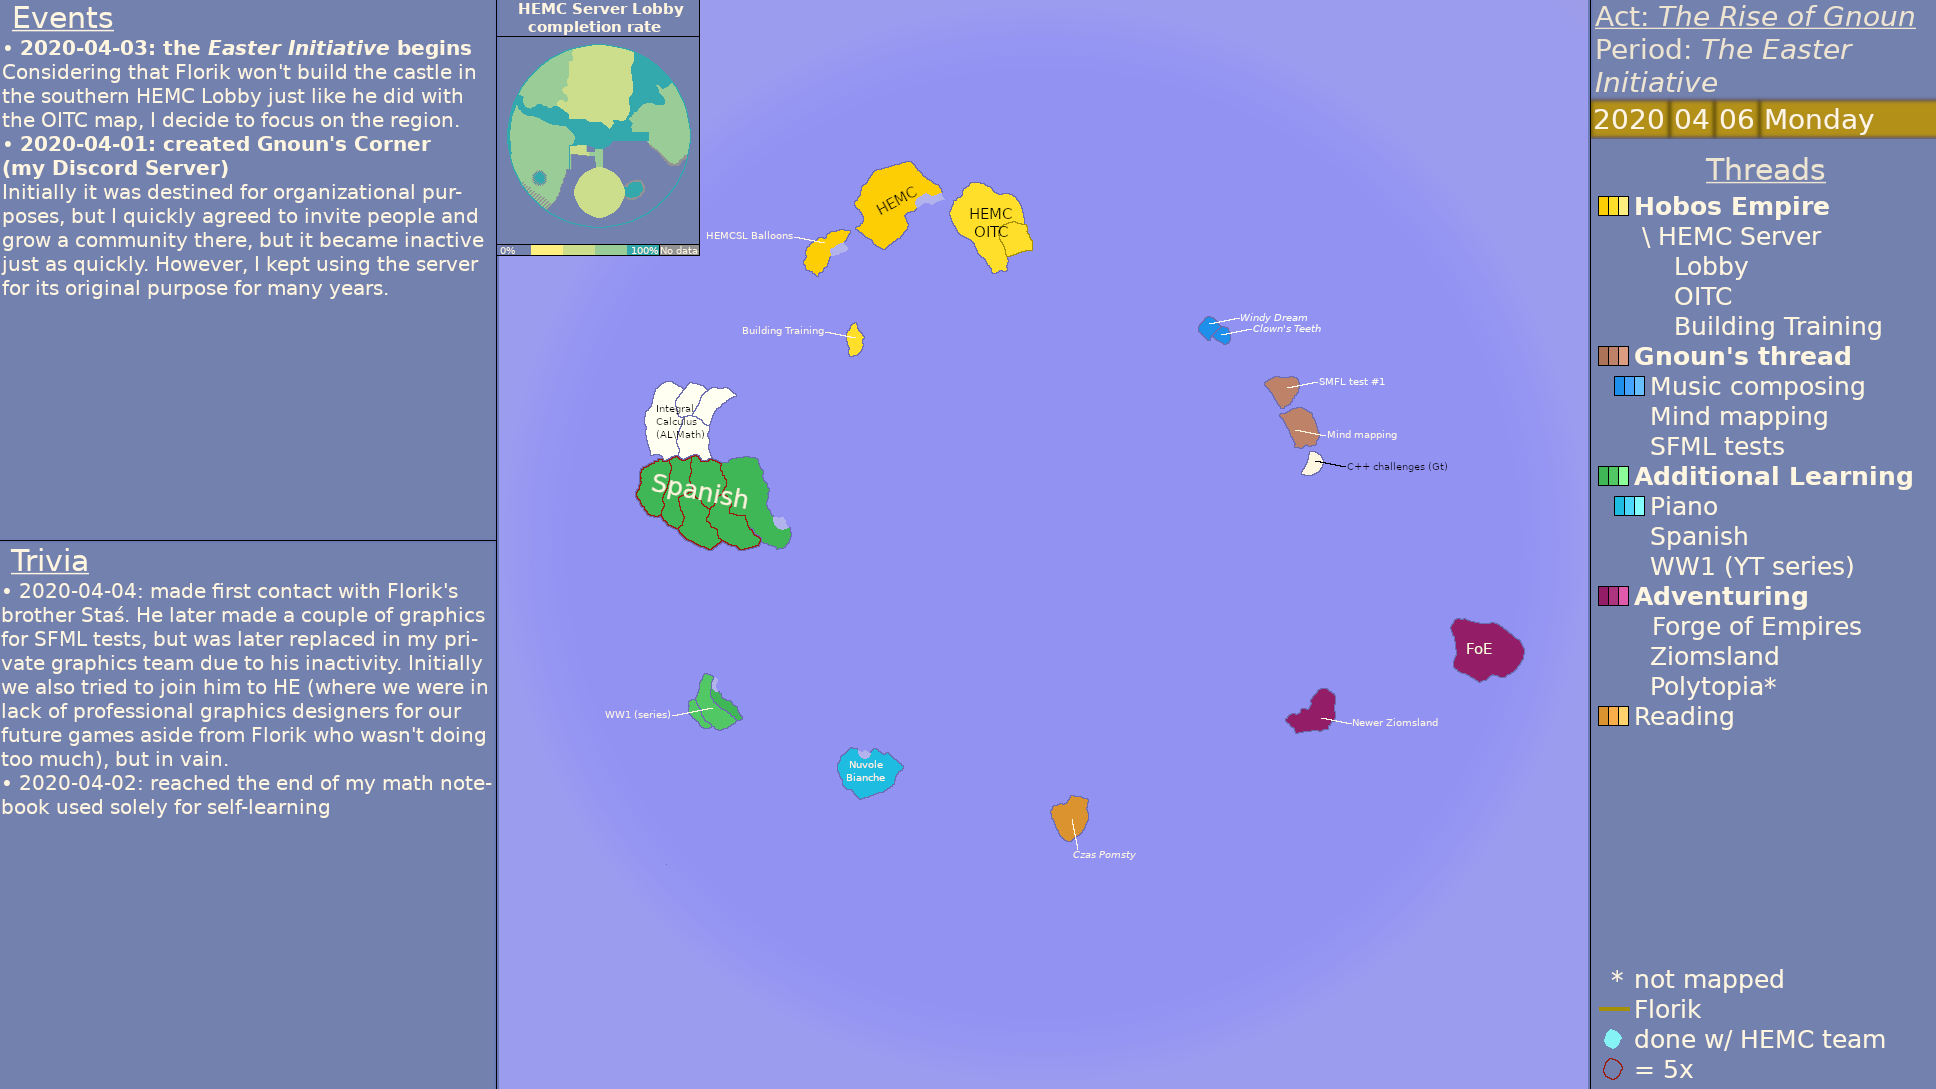 Events
• 2020-04-03: the Easter Initiative begins
Considering that Florik won't build the castle in
the southern HEMC Lobby just like he did with
the OITC map, I decide to focus on the region.
• 2020-04-01: created Gnoun's Corner
(my Discord Server)
Initially it was destined for organizational pur-
poses, but I quickly agreed to invite people and
grow a community there, but it became inactive
just as quickly. However, I kept using the server
for its original purpose for many years.
Trivia
• 2020-04-04: made first contact with Florik's
brother Staś. He later made a couple of graphics
for SFML tests, but was later replaced in my pri-
vate graphics team due to his inactivity. Initially
we also tried to join him to HE (where we were in
lack of professional graphics designers for our
future games aside from Florik who wasn't doing
too much), but in vain.
• 2020-04-02: reached the end of my math note-
book used solely for self-learning
HEMC Server Lobby
completion rate
0%
100%
No data
HEMC
HEMC
OITC
HEMCSL Balloons
Building Training
Windy Dream
Clown's Teeth
SMFL test #1
Mind mapping
C++ challenges (Gt)
Integral
Calculus
(AL\Math)
Spanish
FoE
WW1 (series)
Newer Ziomsland
Nuvole
Bianche
Czas Pomsty
Act: The Rise of Gnoun
Period: The Easter
Initiative
2020 04 06 Monday
Threads
Hobos Empire
\ HEMC Server
Lobby
OITC
Building Training
Gnoun's thread
Music composing
Mind mapping
SFML tests
Additional Learning
Piano
Spanish
WW1 (YT series)
Adventuring
Forge of Empires
Ziomsland
Polytopia*
Reading
* not mapped
Florik
done w/ HEMC team
= 5x